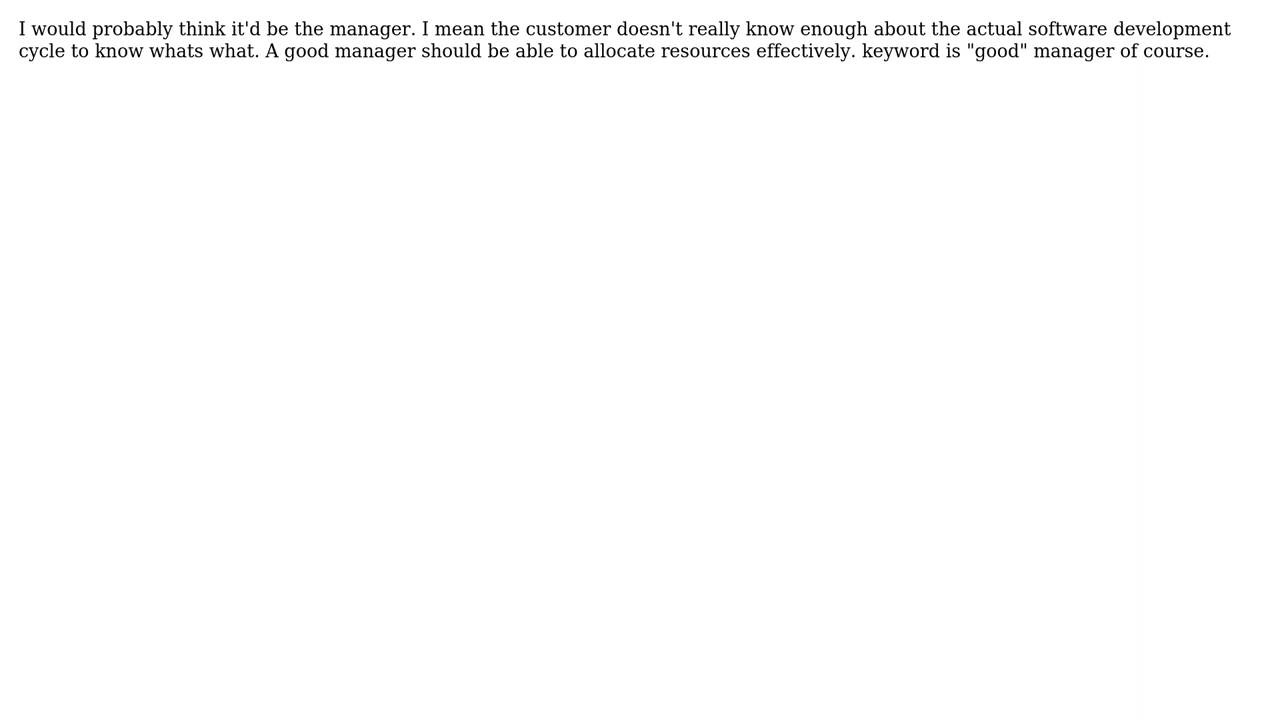 I would probably think it'd be the manager. I mean the customer doesn't really know enough about the actual software development
cycle to know whats what. A good manager should be able to allocate resources effectively. keyword is "good" manager of course.